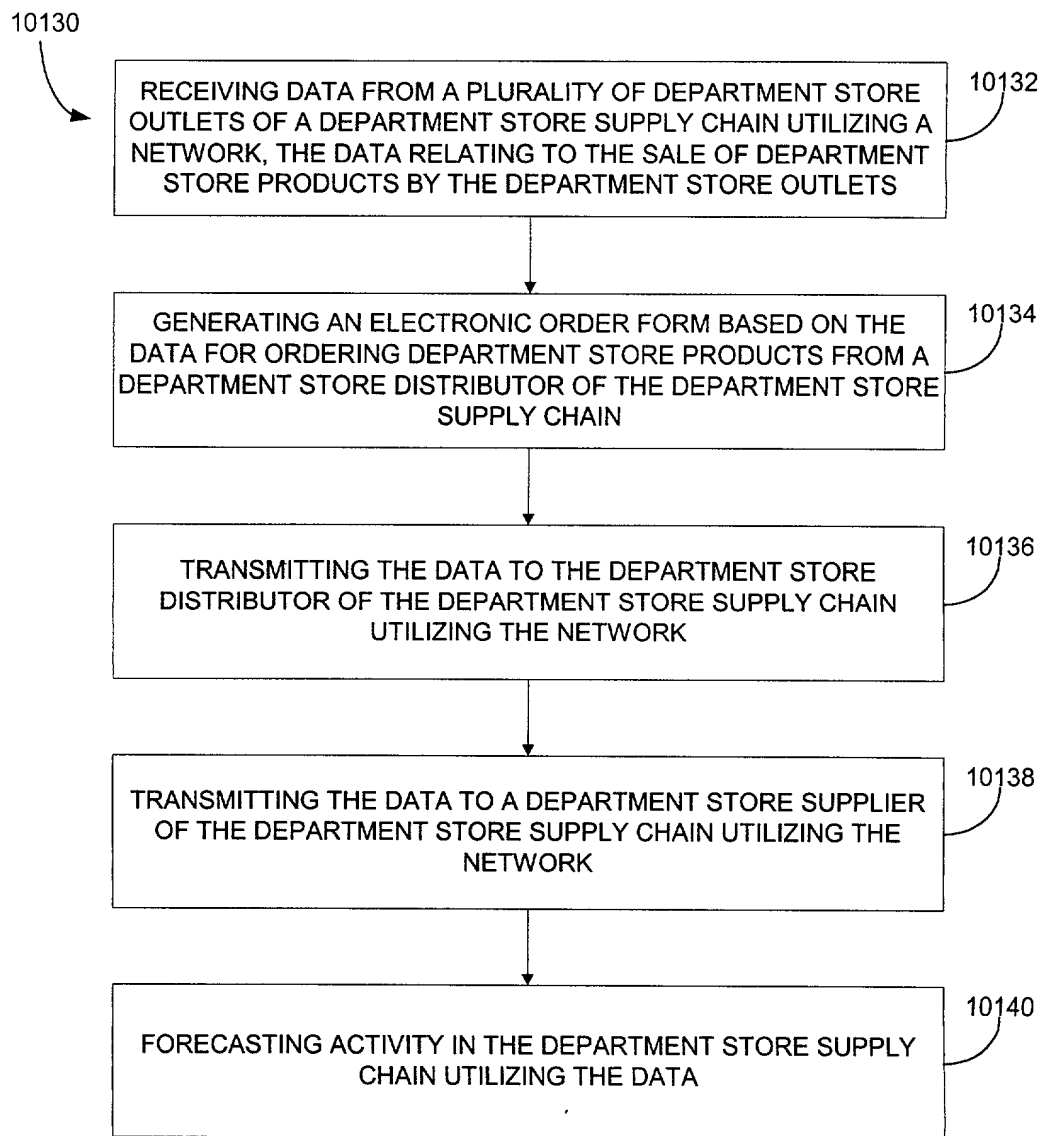 10130
10132
RECEIVING DATA FROM A PLURALITY OF DEPARTMENT STORE
OUTLETS OF A DEPARTMENT STORE SUPPLY CHAIN UTILIZING A
NETWORK, THE DATA RELATING TO THE SALE OF DEPARTMENT
STORE PRODUCTS BY THE DEPARTMENT STORE OUTLETS
10134
GENERATING AN ELECTRONIC ORDER FORM BASED ON THE
DATA FOR ORDERING DEPARTMENT STORE PRODUCTS FROM A
DEPARTMENT STORE DISTRIBUTOR OF THE DEPARTMENT STORE
SUPPLY CHAIN
10136
TRANSMITTING THE DATA TO THE DEPARTMENT STORE
DISTRIBUTOR OF THE DEPARTMENT STORE SUPPLY CHAIN
UTILIZING THE NETWORK
10138
TRANSMITTING THE DATA TO A DEPARTMENT STORE SUPPLIER
OF THE DEPARTMENT STORE SUPPLY CHAIN UTILIZING THE
NETWORK
10140
FORECASTING ACTIVITY IN THE DEPARTMENT STORE SUPPLY
CHAIN UTILIZING THE DATA